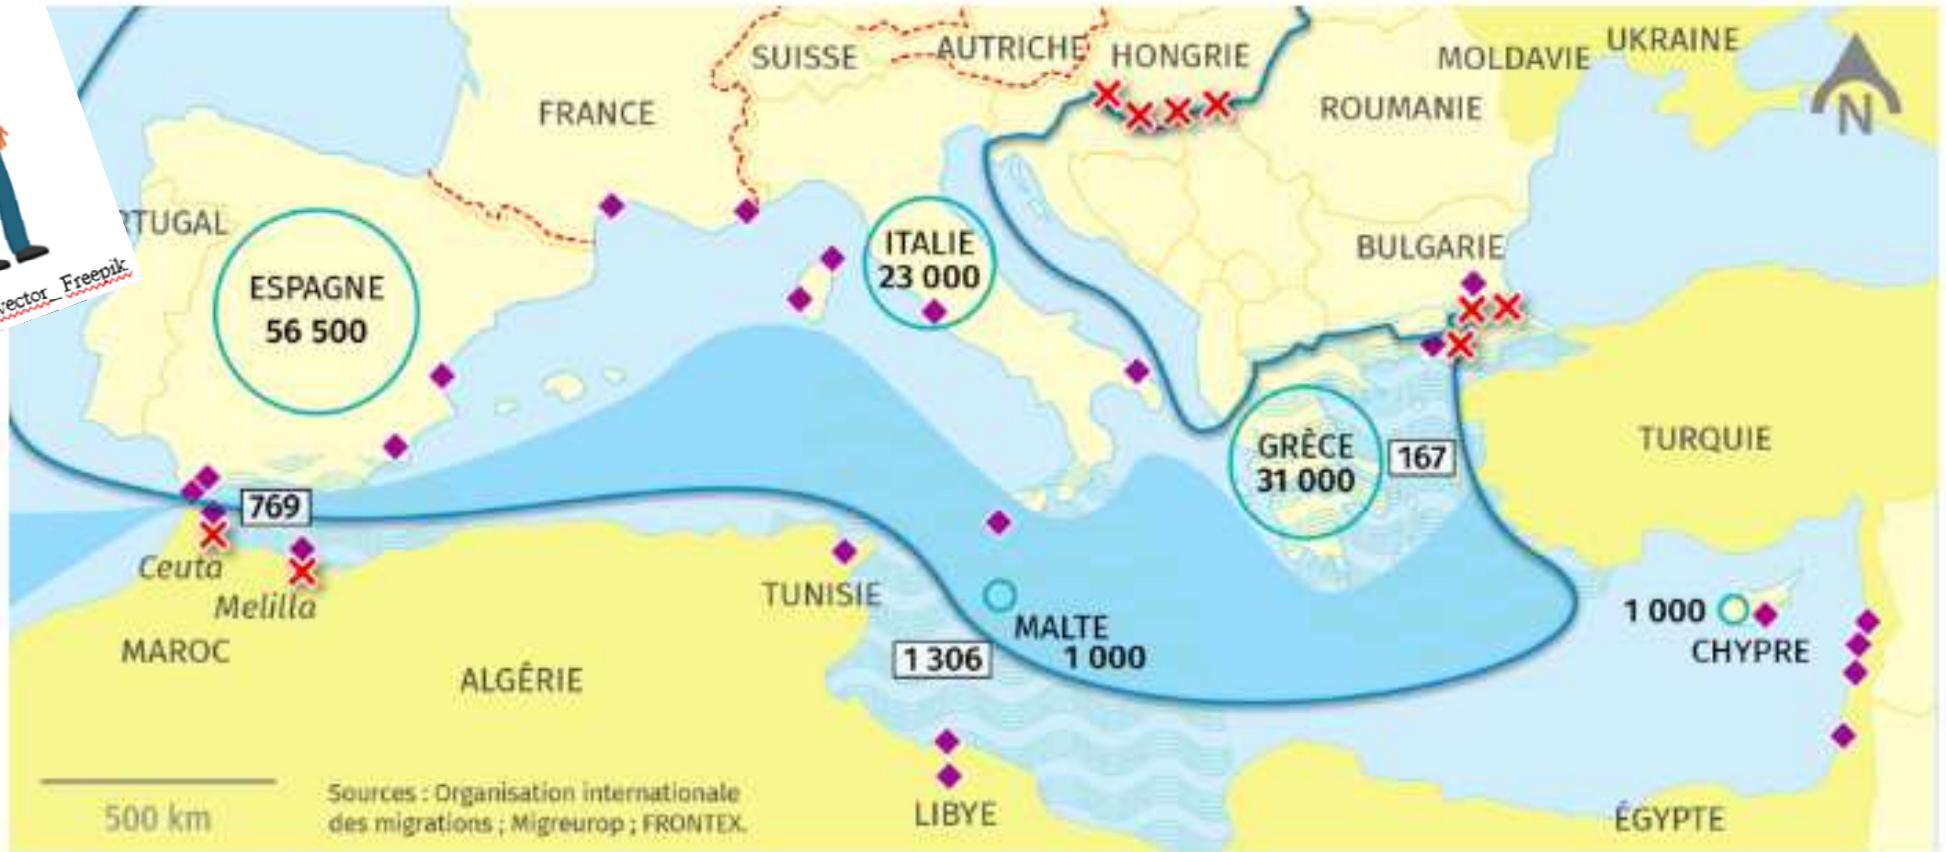 SUISSE
AUTRICHE
HONGRIE
MOLDAVIE
UKRAINE
FRANCE
ROUMANIE
N
RTUGAL
vector_ Freepik
ESPAGNE
56 500
ITALIE
23 000
BULGARIE
GRÈCE
31 000
167
TURQUIE
769
Ceuta
Melilla
MAROC
ALGÉRIE
TUNISIE
MALTE
1 000
1 306
1 000
CHYPRE
LIBYE
ÉGYPTE
500 km
Sources : Organisation internationale
des migrations ; Migreurop ; FRONTEX.